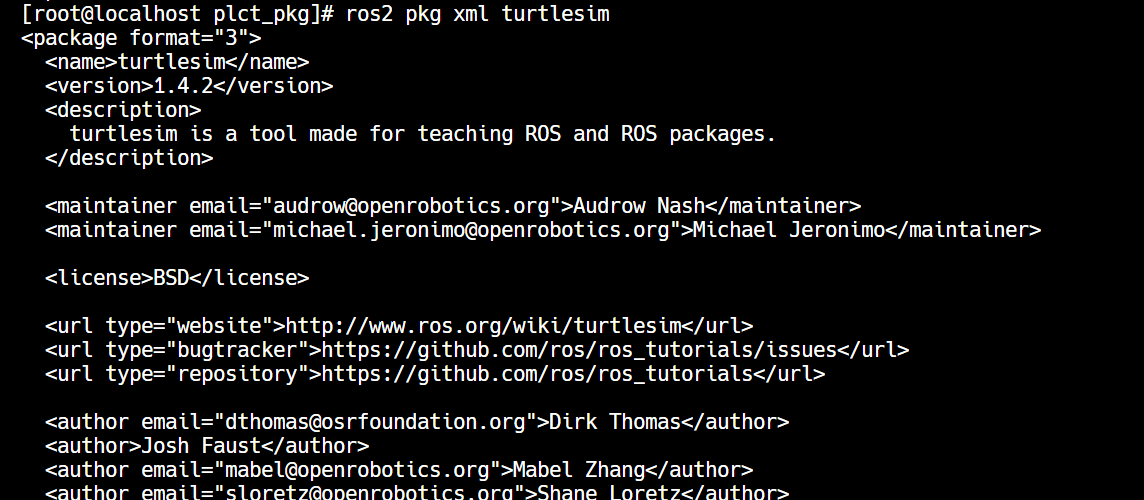 [root@localhost plct_pkg]# ros2 pkg xml turtlesim
<package format="3">
  <name>turtlesim</name>
  <version>1.4.2</version>
  <description>
    turtlesim is a tool made for teaching ROS and ROS packages.
  </description>
  <maintainer email="audrow@openrobotics.org">Audrow Nash</maintainer>
  <maintainer email="michael.jeronimo@openrobotics.org">Michael Jeronimo</maintainer>
  <license>BSD</license>
  <url type="website">http://www.ros.org/wiki/turtlesim</url>
  <url type="bugtracker">https://github.com/ros/ros_tutorials/issues</url>
  <url type="repository">https://github.com/ros/ros_tutorials</url>
  <author email="dthomas@osrfoundation.org">Dirk Thomas</author>
  <author>Josh Faust</author>
  <author email="mabel@openrobotics.org">Mabel Zhang</author>
  <author email="sloretz@openrobotics.org">Shane Loretz</author>